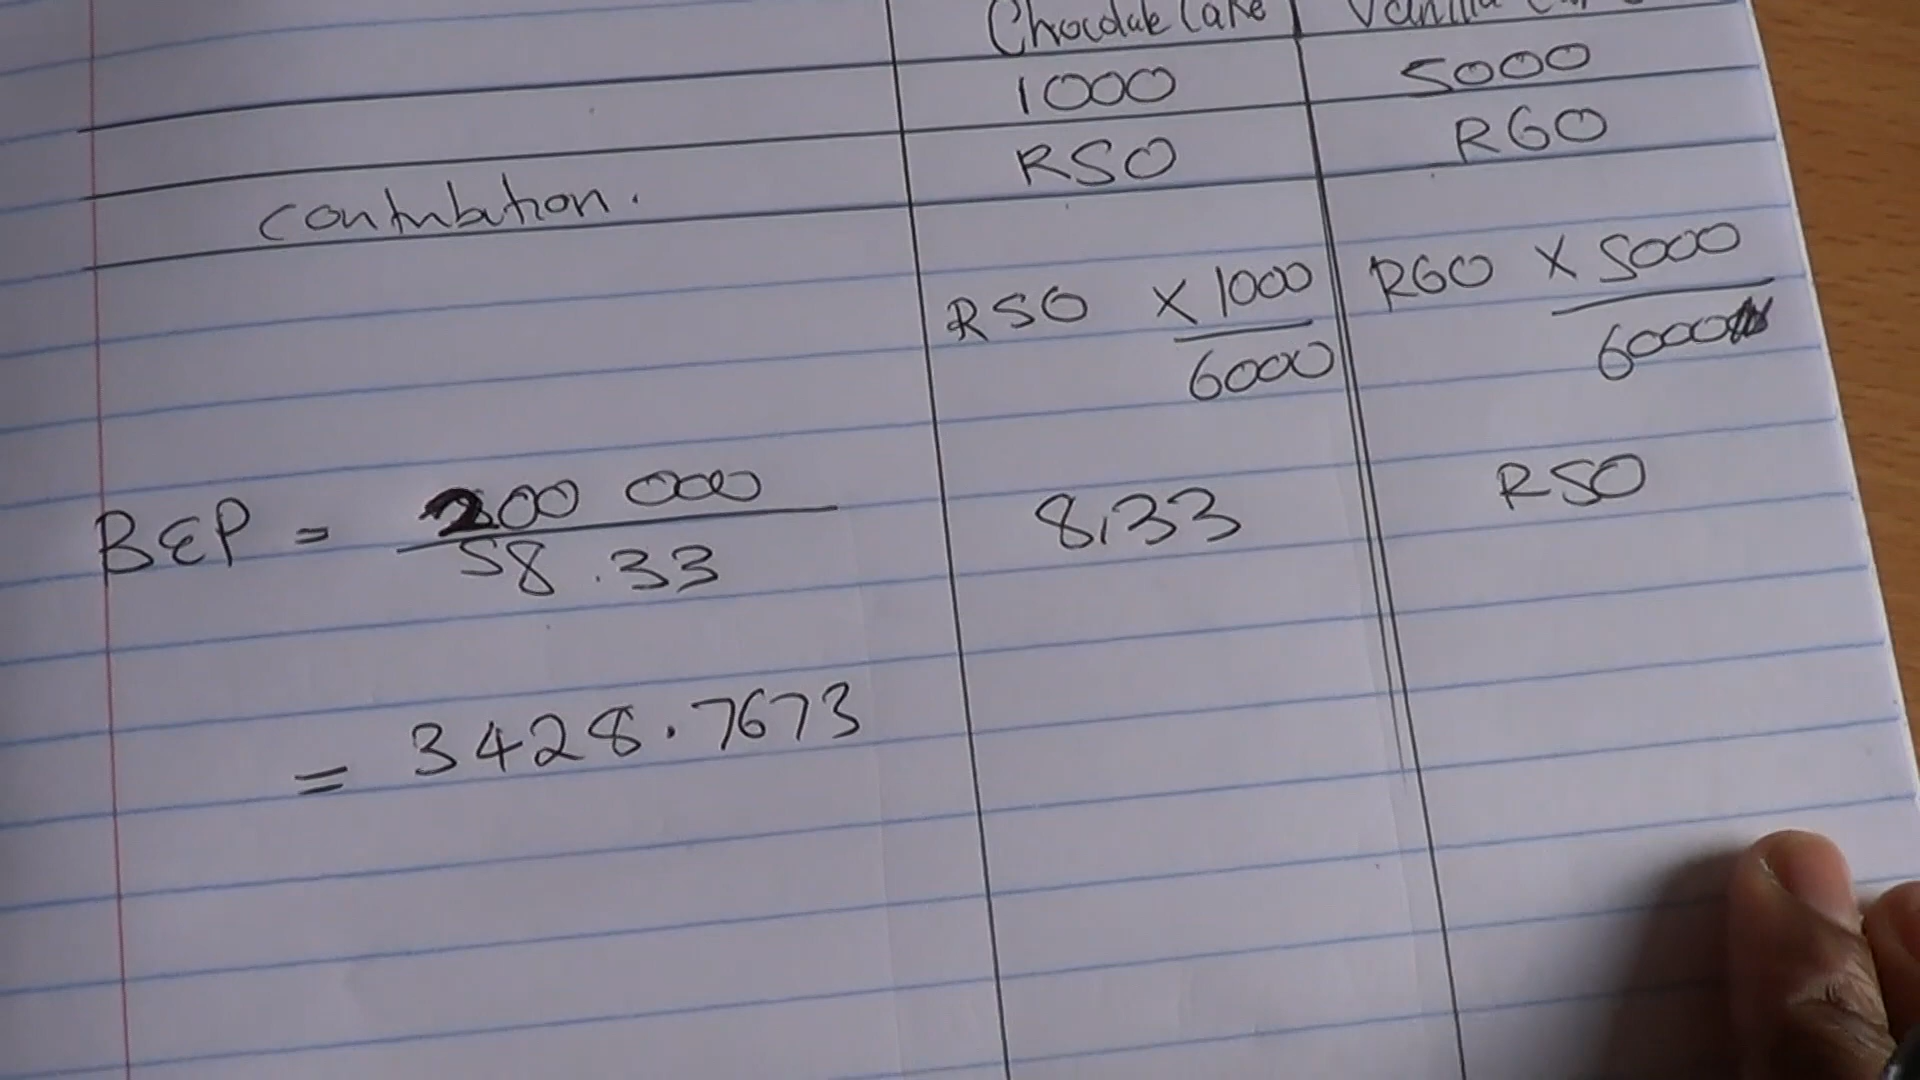 Chocolate Cake Vanilla
1000 5000
contribution. R50 R60
R50 X 1000 R60 X 5000
6000 6000
BEP = 200 000 8,33 R50
58.33
= 3428.7673